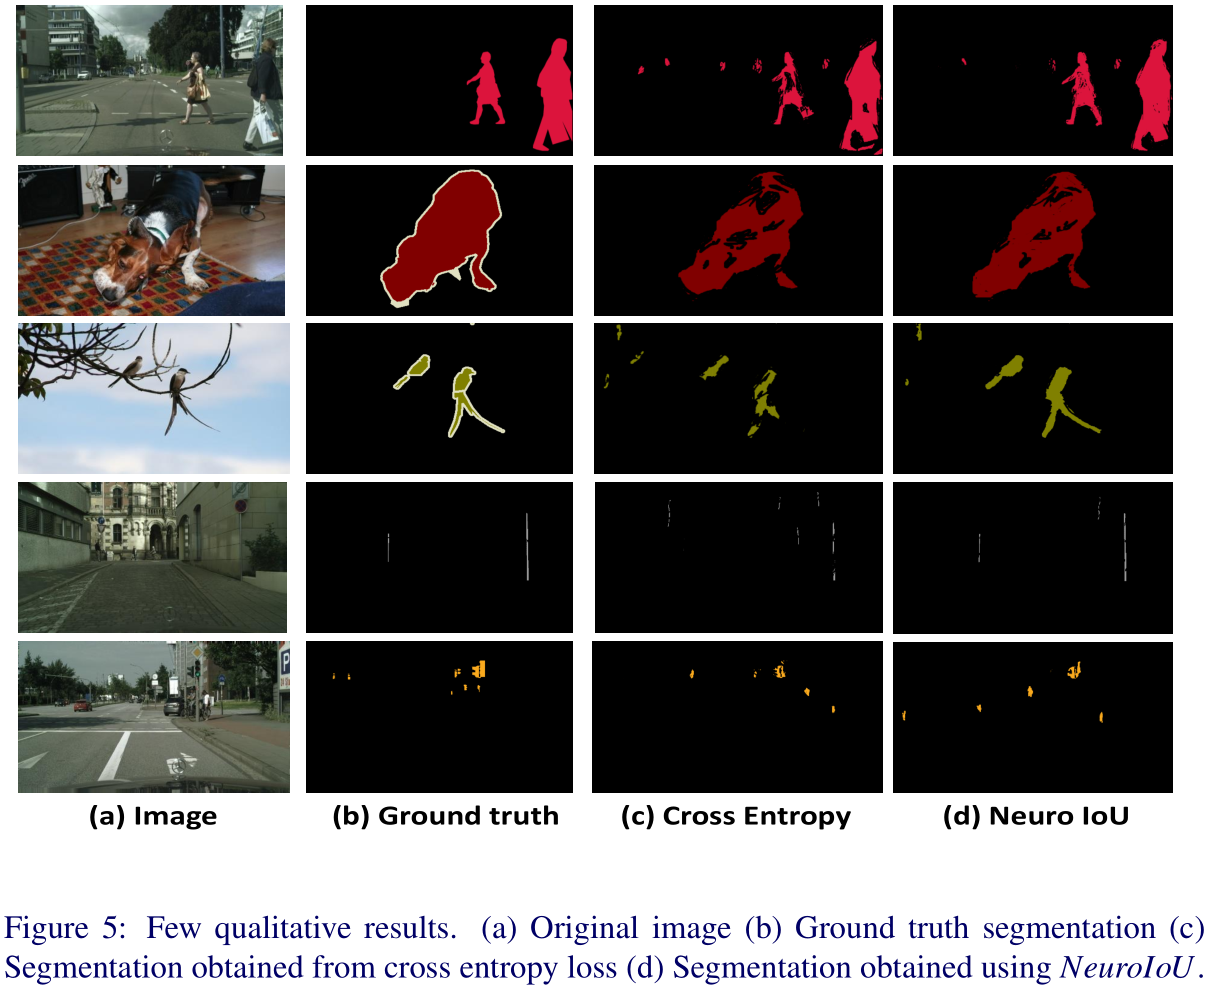 (a) Image (b) Ground truth (c) Cross Entropy (d) Neuro IoU
Figure 5: Few qualitative results. (a) Original image (b) Ground truth segmentation (c)
Segmentation obtained from cross entropy loss (d) Segmentation obtained using NeuroIoU.